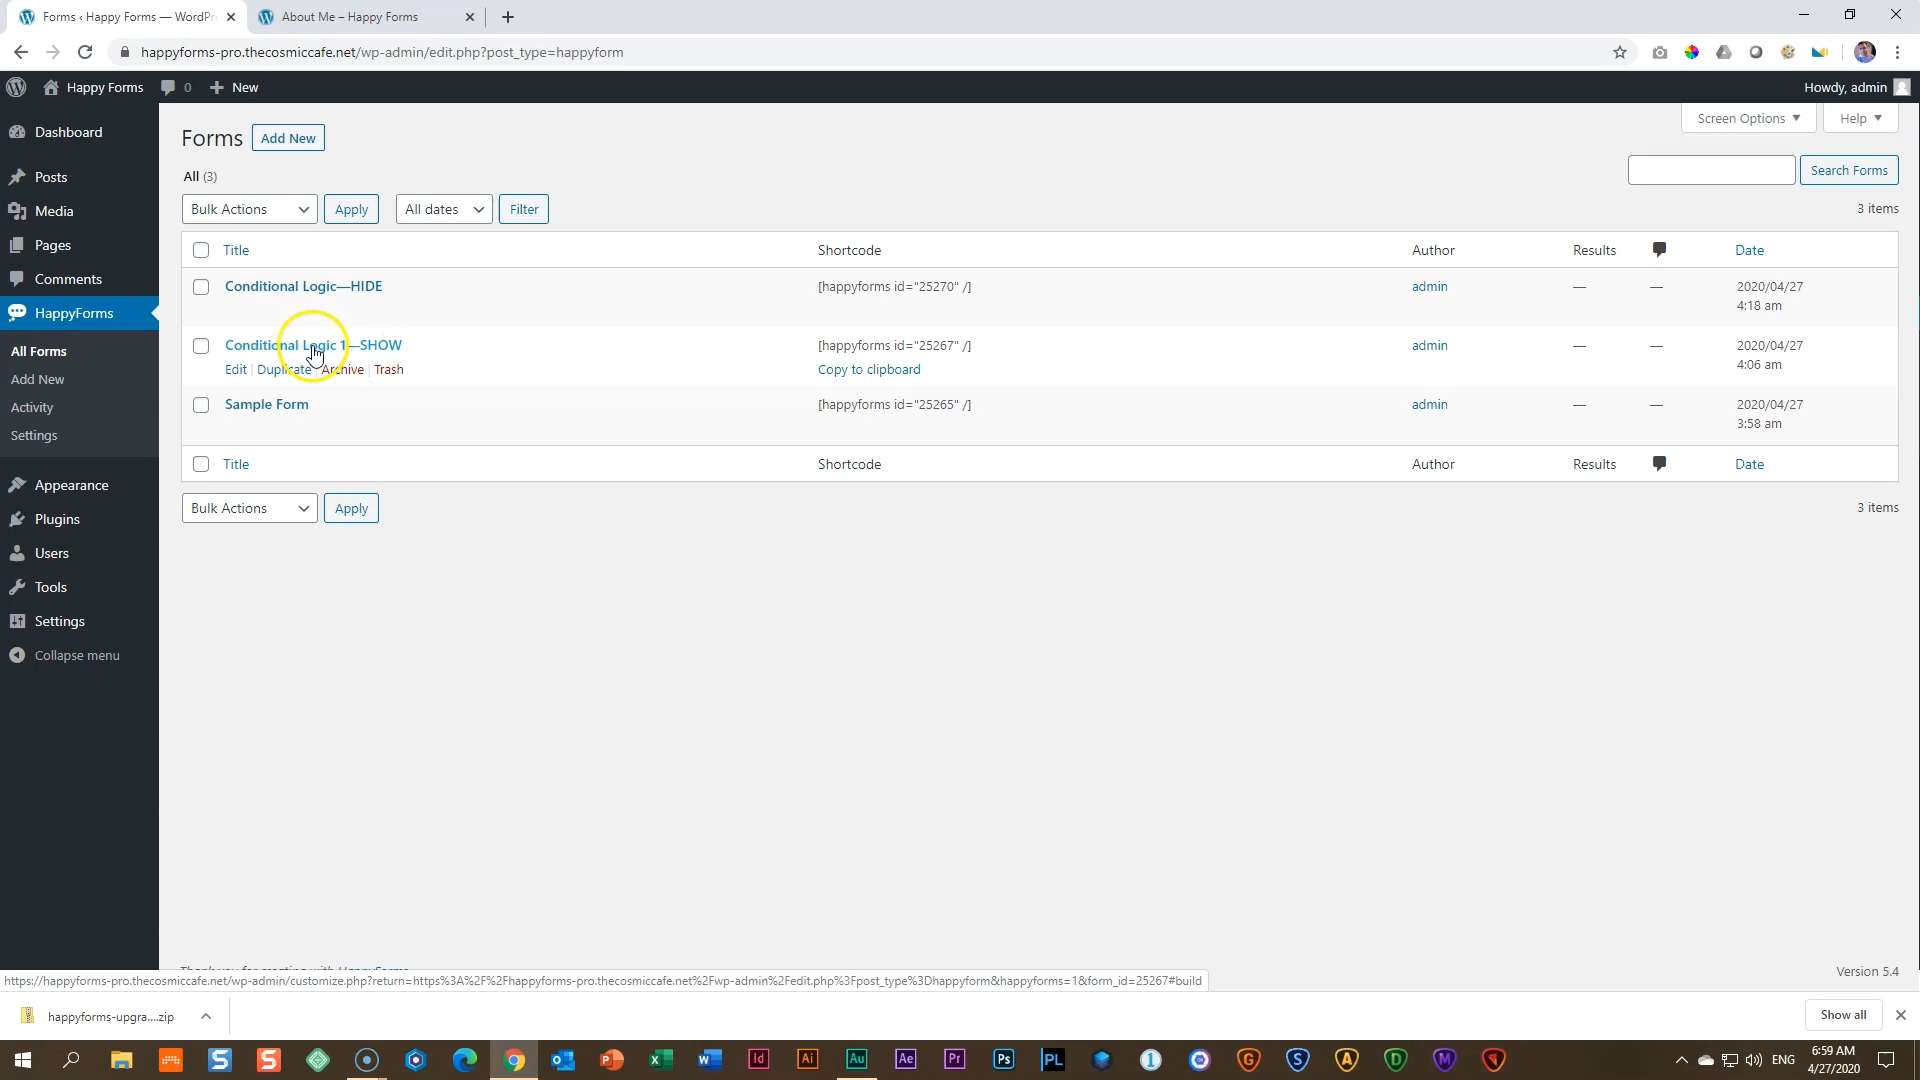 Forms ‹ Happy Forms — WordPr
About Me – Happy Forms
happyforms-pro.thecosmiccafe.net/wp-admin/edit.php?post_type=happyform
Happy Forms 0 New
Howdy, admin
Screen Options
Help
Dashboard
Posts
Media
Pages
Comments
HappyForms
All Forms
Add New
Activity
Settings
Appearance
Plugins
Users
Tools
Settings
Collapse menu
Forms Add New
All (3)
Search Forms
Bulk Actions Apply All dates Filter
3 items
Title Shortcode Author Results Date
Conditional Logic—HIDE [happyforms id="25270" /] admin — — 2020/04/27
4:18 am
Conditional Logic 1—SHOW [happyforms id="25267" /] admin — — 2020/04/27
Edit | Duplicate | Archive | Trash Copy to clipboard 4:06 am
Sample Form [happyforms id="25265" /] admin — — 2020/04/27
3:58 am
Title Shortcode Author Results Date
Bulk Actions Apply
3 items
Version 5.4
https://happyforms-pro.thecosmiccafe.net/wp-admin/customize.php?return=https%3A%2F%2Fhappyforms-pro.thecosmiccafe.net%2Fwp-admin%2Fedit.php%3Fpost_type%3Dhappyform&happyforms=1&form_id=25267#build
happyforms-upgra....zip
Show all
Id Ai Au Ae Pr Ps PL
ENG
6:59 AM
4/27/2020